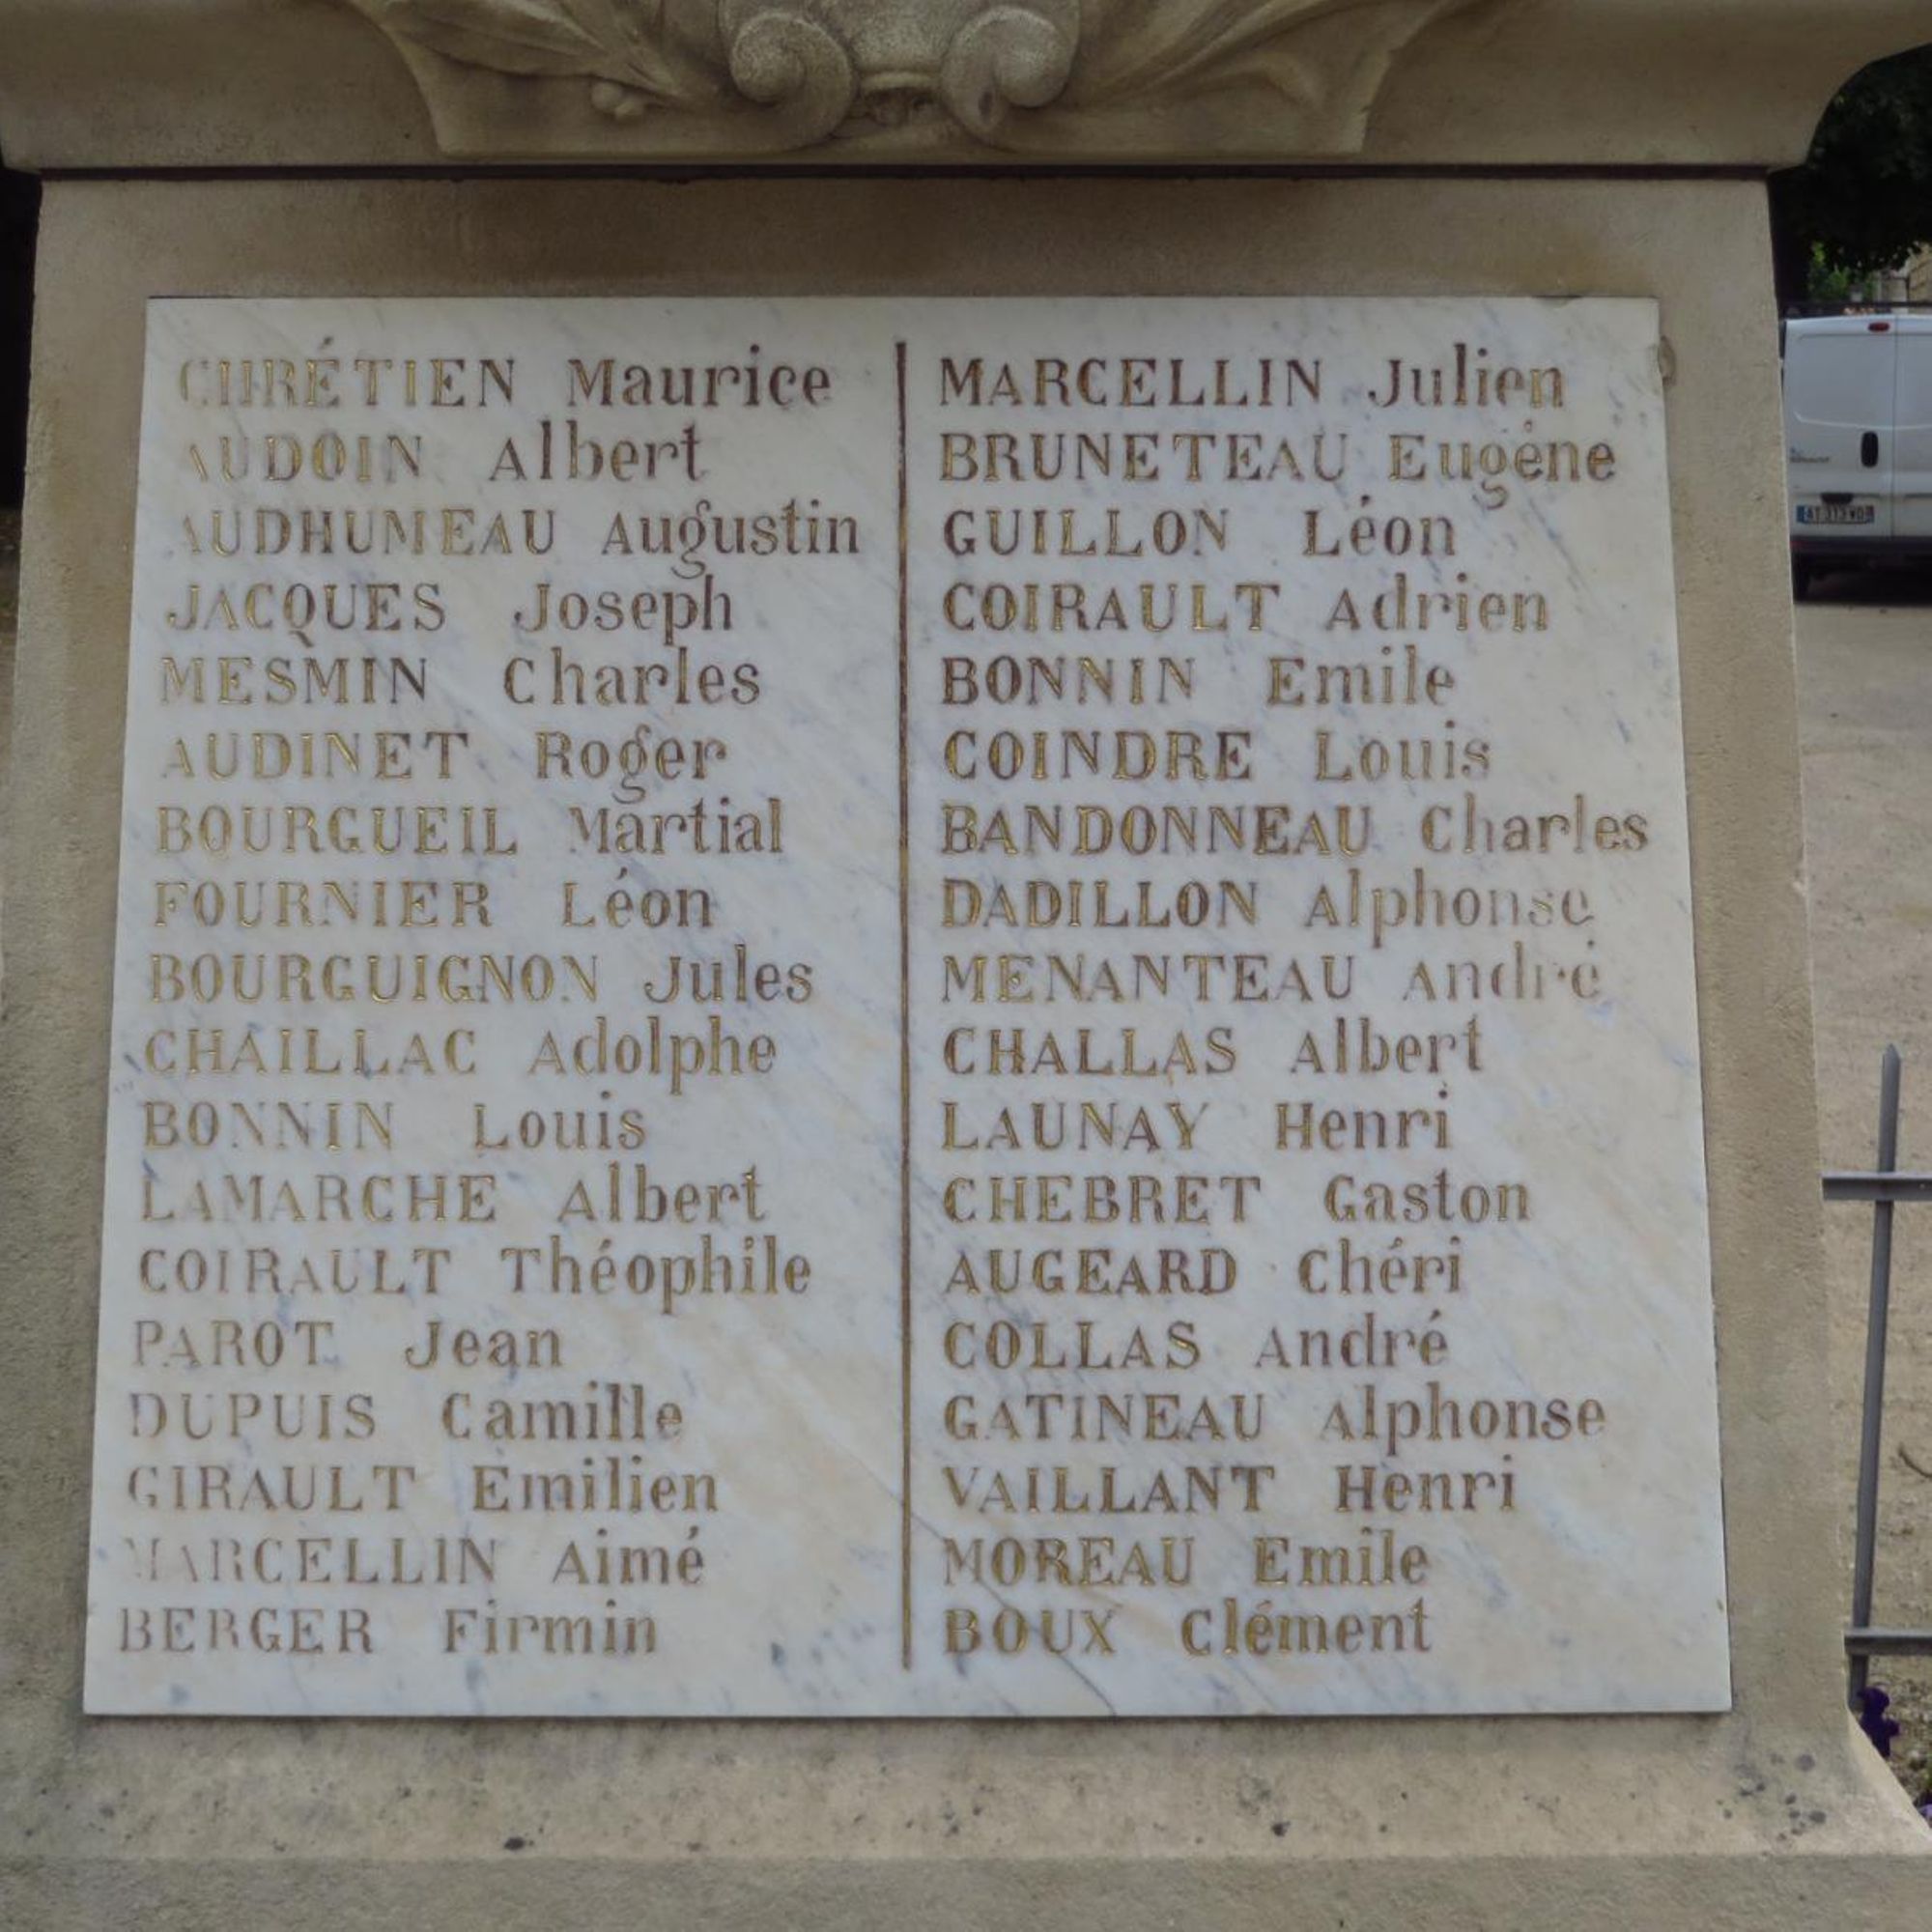 CHRÉTIEN Maurice
AUDOIN Albert
AUDHUMEAU Augustin
JACQUES Joseph
MESMIN Charles
AUDINET Roger
BOURGUEIL Martial
FOURNIER Léon
BOURGUIGNON Jules
CHAILLAC Adolphe
BONNIN Louis
LAMARCHE Albert
COIRAULT Théophile
PAROT Jean
DUPUIS Camille
GIRAULT Emilien
MARCELLIN Aimé
BERGER Firmin
MARCELLIN Julien
BRUNETEAU Eugéne
GUILLON Léon
COIRAULT Adrien
BONNIN Emile
COINDRE Louis
BANDONNEAU Charles
DADILLON Alphonse
MENANTEAU André
CHALLAS Albert
LAUNAY Henri
CHEBRET Gaston
AUGEARD Chéri
COLLAS André
GATINEAU Alphonse
VAILLANT Henri
MOREAU Emile
BOUX Clément